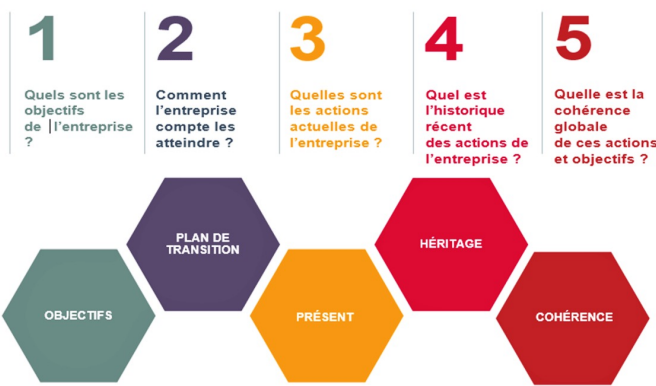 1
Quels sont les
objectifs
de l'entreprise
?
2
Comment
l'entreprise
compte les
atteindre ?
3
Quelles sont
les actions
actuelles de
l'entreprise ?
4
Quel est
l'historique
récent
des actions de
l'entreprise ?
5
Quelle est la
cohérence
globale
de ces actions
et objectifs ?
OBJECTIFS
PLAN DE
TRANSITION
PRÉSENT
HÉRITAGE
COHÉRENCE